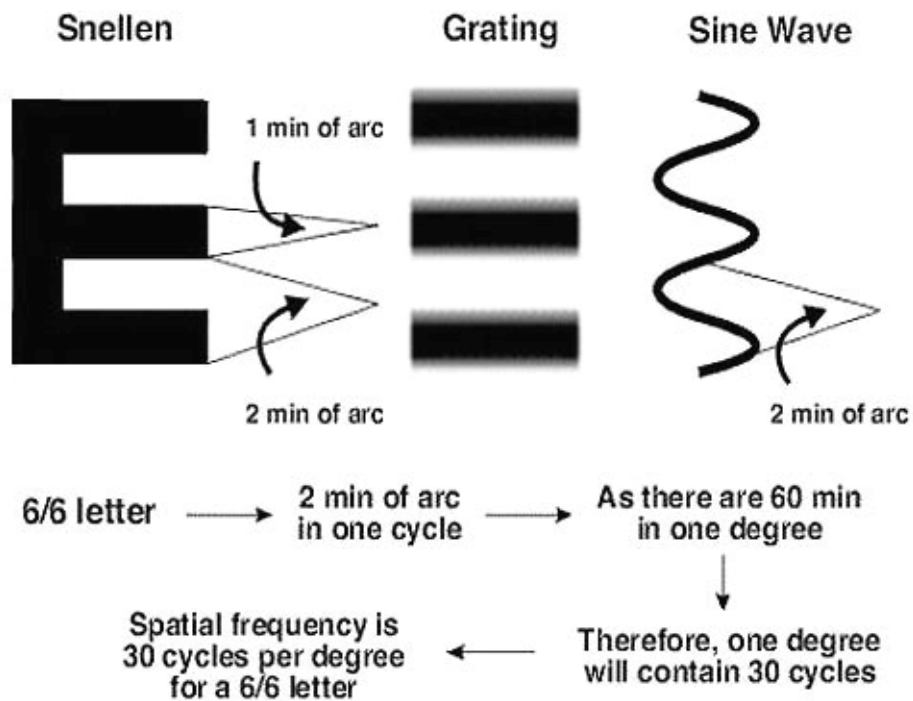 Snellen
Grating
Sine Wave
1 min of arc
2 min of arc
2 min of arc
6/6 letter
2 min of arc
in one cycle
As there are 60 min
in one degree
Therefore, one degree
will contain 30 cycles
Spatial frequency is
30 cycles per degree
for a 6/6 letter